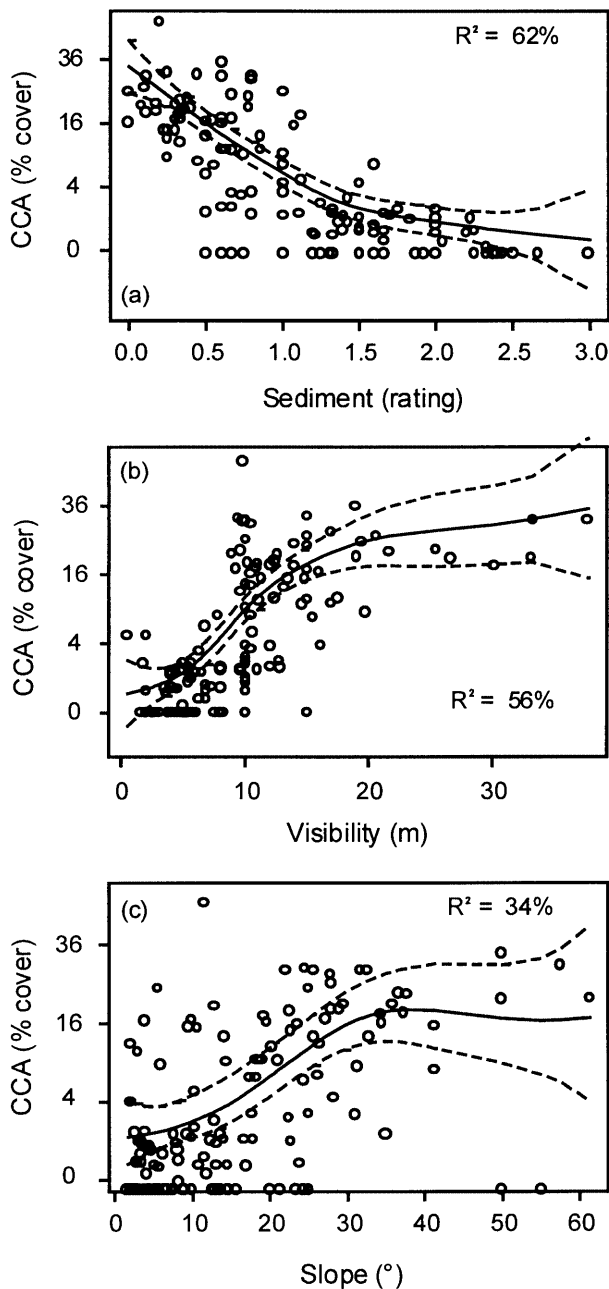 R² = 62%
CCA (% cover)
36
16
4
0
(a)
0.0 0.5 1.0 1.5 2.0 2.5 3.0
Sediment (rating)
(b)
CCA (% cover)
36
16
4
0
R² = 56%
0 10 20 30
Visibility (m)
(c)
R² = 34%
CCA (% cover)
36
16
4
0
0 10 20 30 40 50 60
Slope (°)